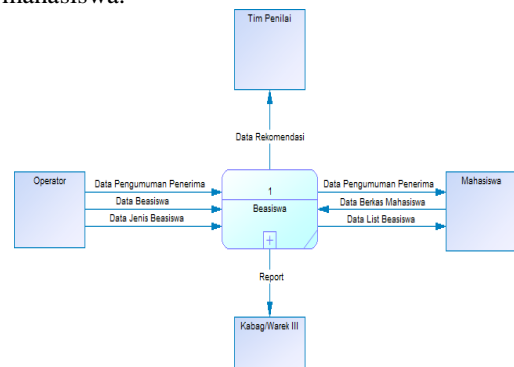 mahasiswa.
Tim Penilai
Data Rekomendasi
Operator
Data Pengumuman Penerima
Data Beasiswa
Data Jenis Beasiswa
1
Beasiswa
Data Pengumuman Penerima
Data Berkas Mahasiswa
Data List Beasiswa
Mahasiswa
Report
Kabag/Warek III